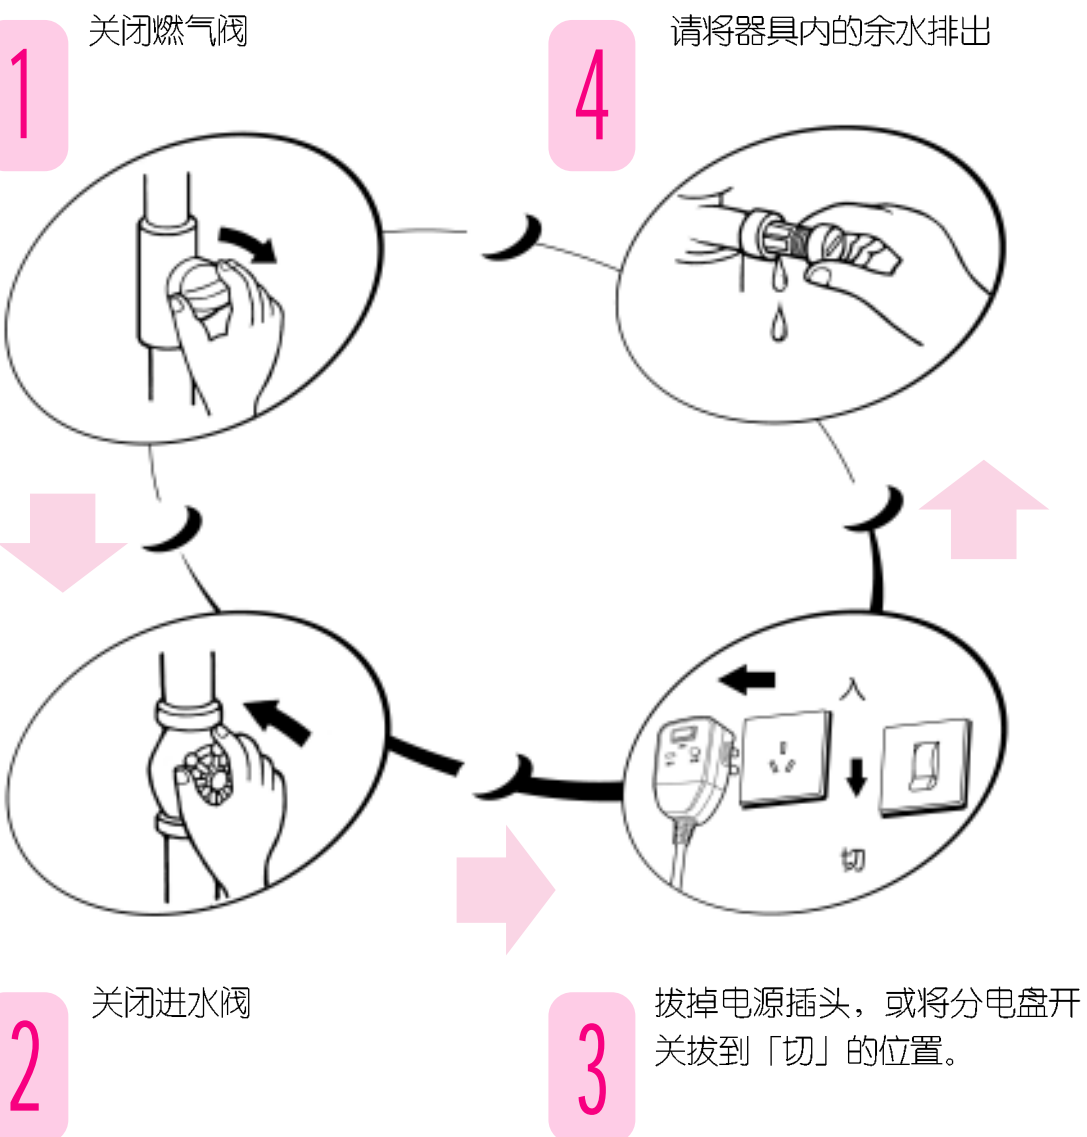 1
关闭燃气阀
4
请将器具内的余水排出
入
切
2
关闭进水阀
3
拔掉电源插头，或将分电盘开
关拔到「切」的位置。